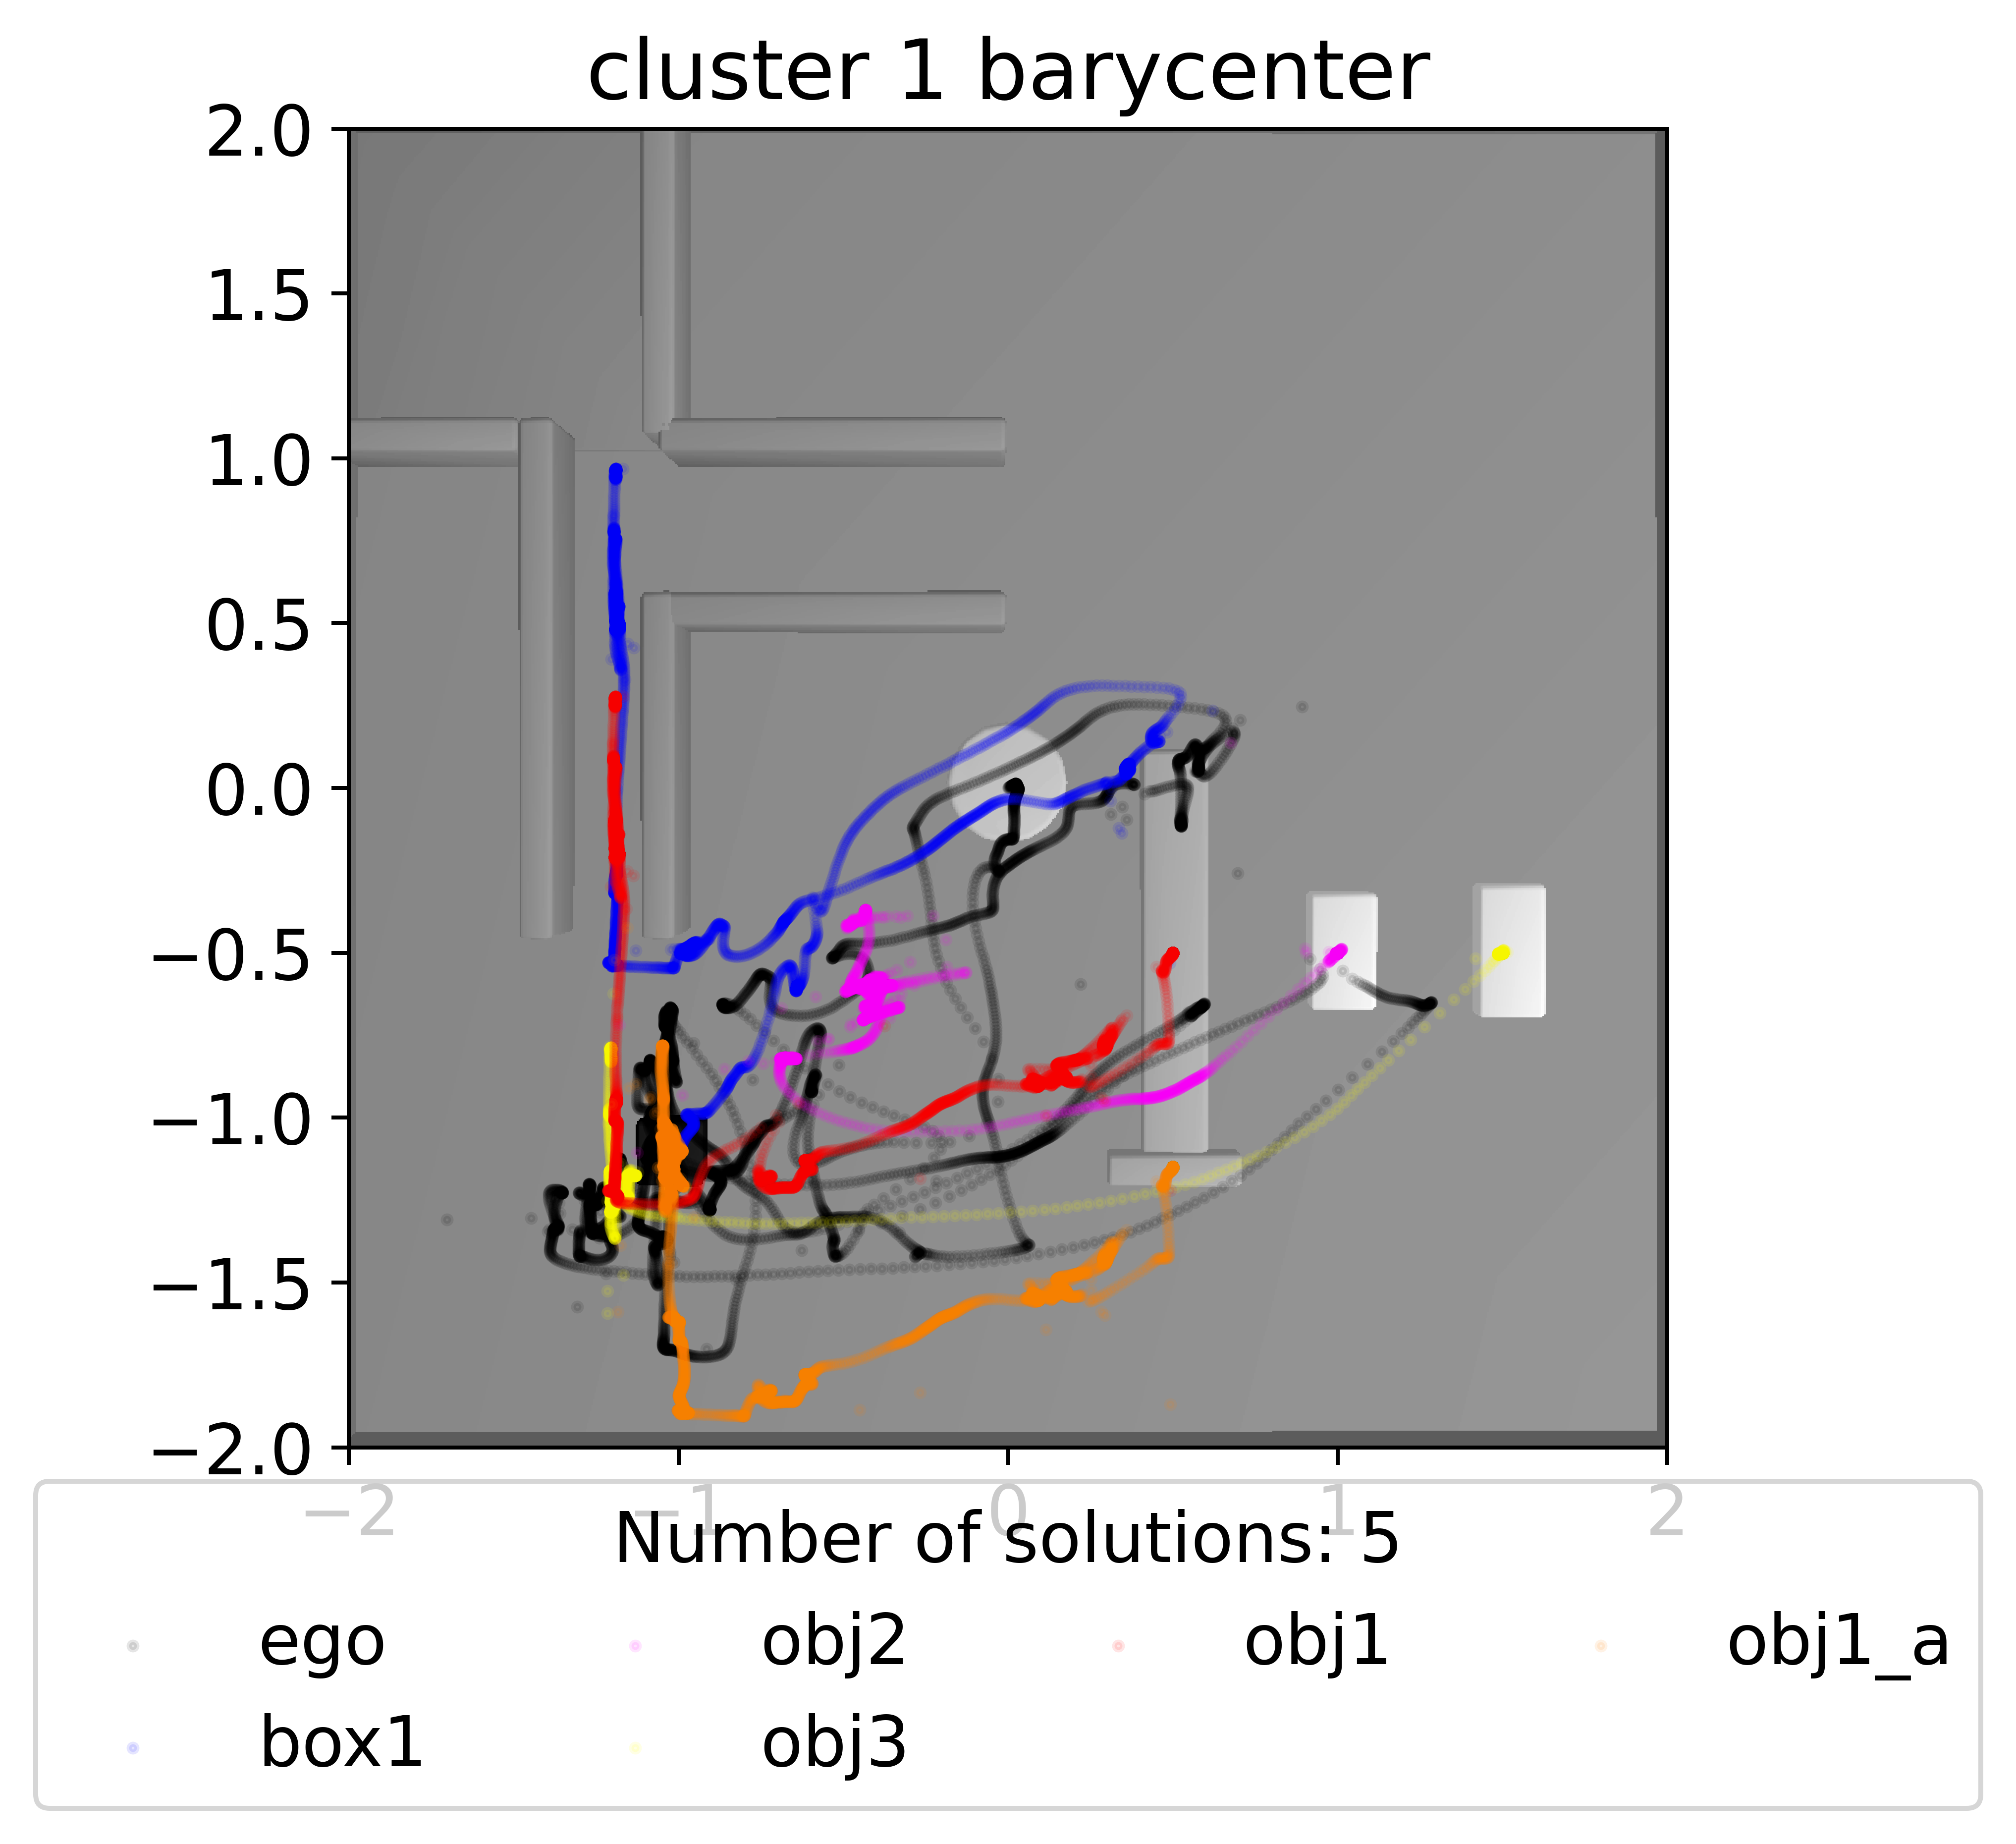 cluster 1 barycenter
2.0
1.5
1.0
0.5
0.0
−0.5
−1.0
−1.5
−2.0
−2 −1 0 1 2
Number of solutions: 5
ego obj2 obj1 obj1_a
box1 obj3